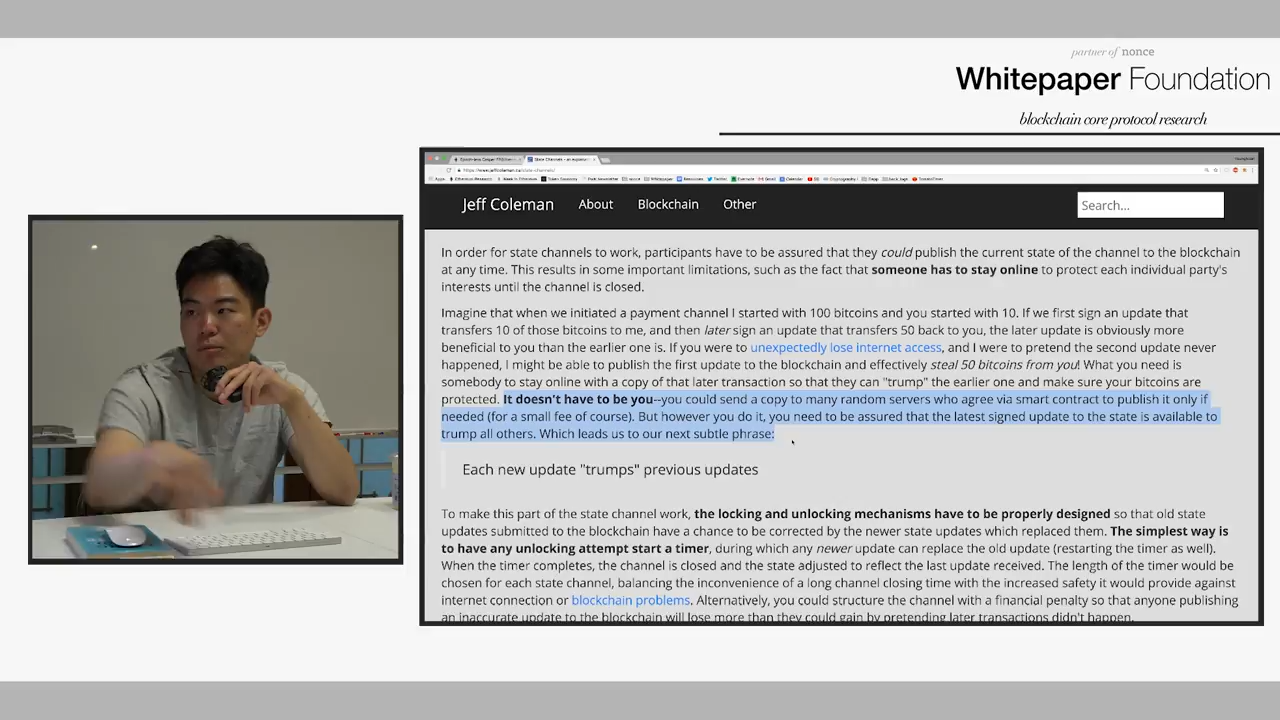 partner of nonce
Whitepaper Foundation
blockchain core protocol research
Jeff Coleman About Blockchain Other Search...
In order for state channels to work, participants have to be assured that they could publish the current state of the channel to the blockchain
at any time. This results in some important limitations, such as the fact that someone has to stay online to protect each individual party's
interests until the channel is closed.
Imagine that when we initiated a payment channel I started with 100 bitcoins and you started with 10. If we first sign an update that
transfers 10 of those bitcoins to me, and then later sign an update that transfers 50 back to you, the later update is obviously more
beneficial to you than the earlier one is. If you were to unexpectedly lose internet access, and I were to pretend the second update never
happened, I might be able to publish the first update to the blockchain and effectively steal 50 bitcoins from you! What you need is
somebody to stay online with a copy of that later transaction so that they can "trump" the earlier one and make sure your bitcoins are
protected. It doesn't have to be you--you could send a copy to many random servers who agree via smart contract to publish it only if
needed (for a small fee of course). But however you do it, you need to be assured that the latest signed update to the state is available to
trump all others. Which leads us to our next subtle phrase:
Each new update "trumps" previous updates
To make this part of the state channel work, the locking and unlocking mechanisms have to be properly designed so that old state
updates submitted to the blockchain have a chance to be corrected by the newer state updates which replaced them. The simplest way is
to have any unlocking attempt start a timer, during which any newer update can replace the old update (restarting the timer as well).
When the timer completes, the channel is closed and the state adjusted to reflect the last update received. The length of the timer would be
chosen for each state channel, balancing the inconvenience of a long channel closing time with the increased safety it would provide against
internet connection or blockchain problems. Alternatively, you could structure the channel with a financial penalty so that anyone publishing
an inaccurate update to the blockchain will lose more than they could gain by pretending later transactions didn't happen.